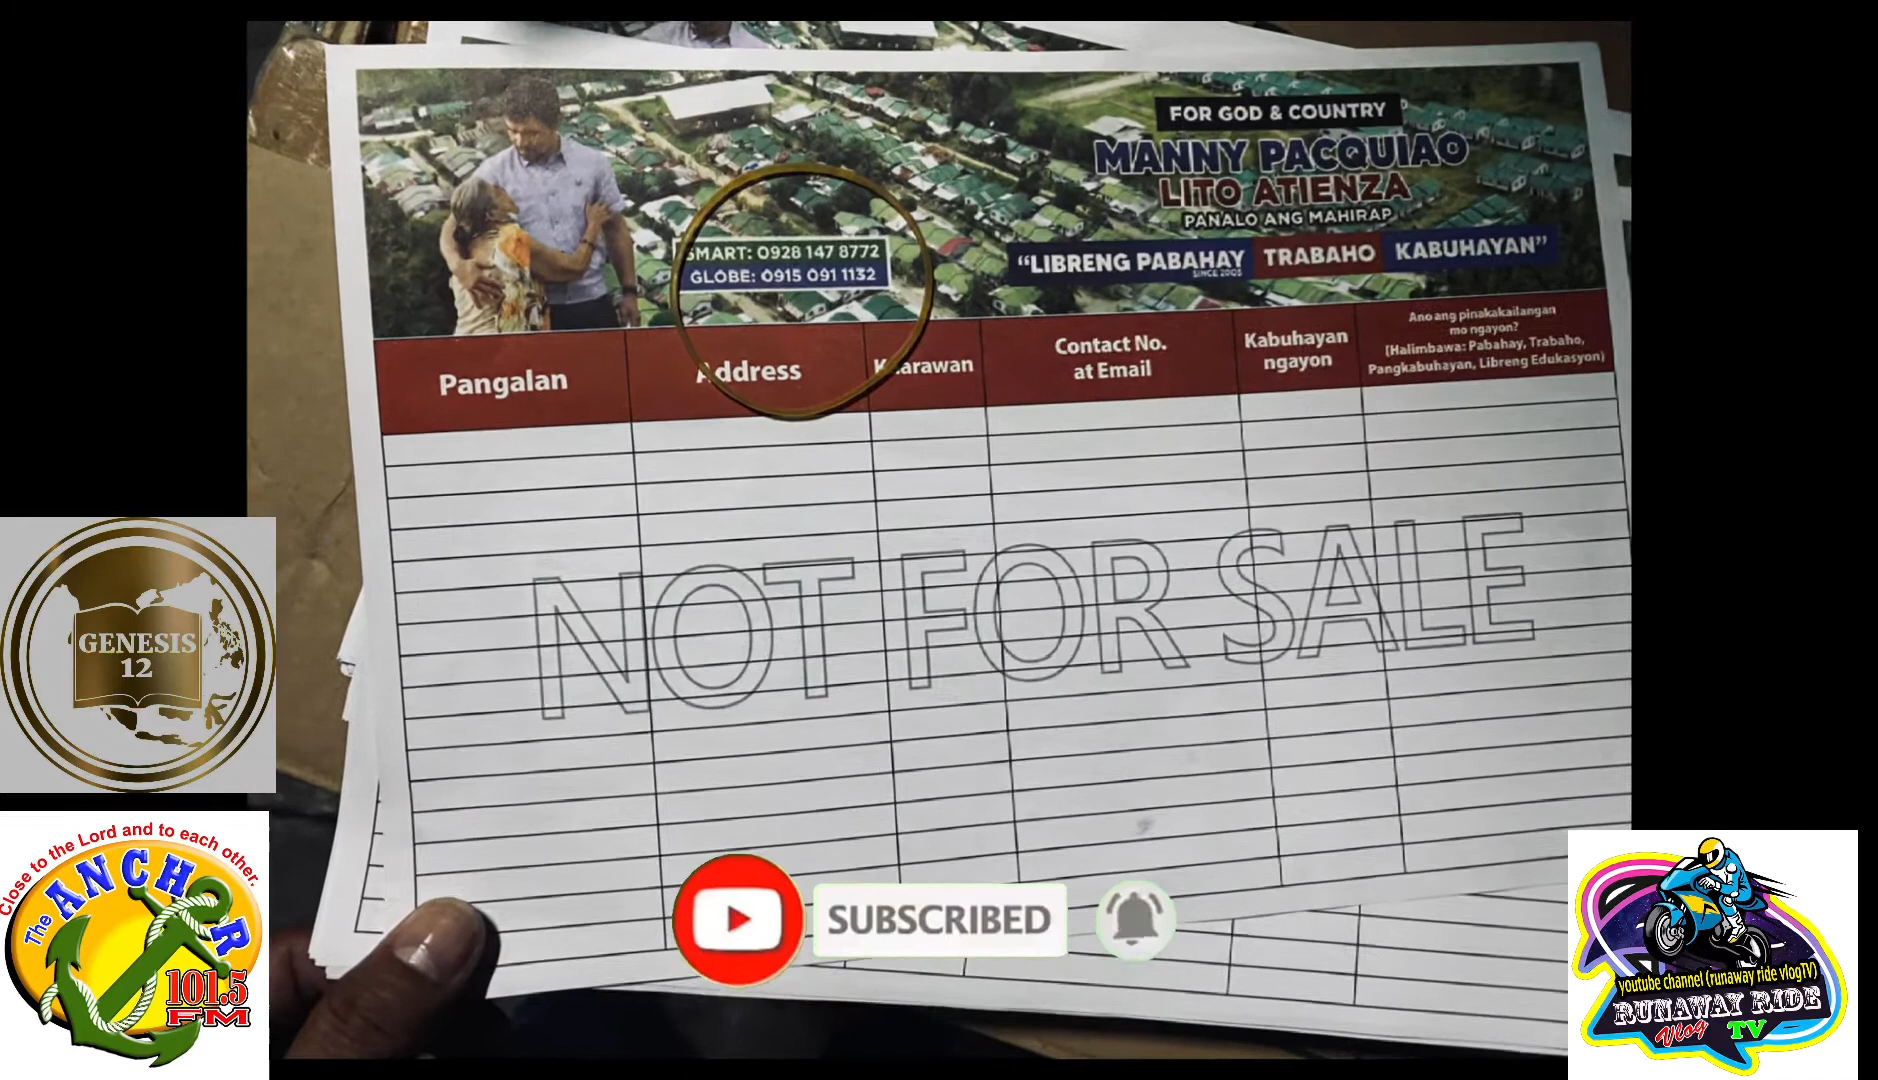 FOR GOD & COUNTRY
MANNY PACQUIAO
LITO ATIENZA
PANALO ANG MAHIRAP
SMART: 0928 147 8772
GLOBE: 0915 091 1132
“LIBRENG PABAHAY TRABAHO KABUHAYAN”
SINCE 2005
Pangalan
Address
Kaarawan
Contact No.
at Email
Kabuhayan
ngayon
Ano ang pinakakailangan
mo ngayon?
(Halimbawa: Pabahay, Trabaho,
Pangkabuhayan, Libreng Edukasyon)
NOT FOR SALE
GENESIS
12
Close to the Lord and to each other.
The ANCHOR
101.5
FM
SUBSCRIBED
youtube channel (runaway ride vlogTV)
RUNAWAY RIDE
Vlog TV